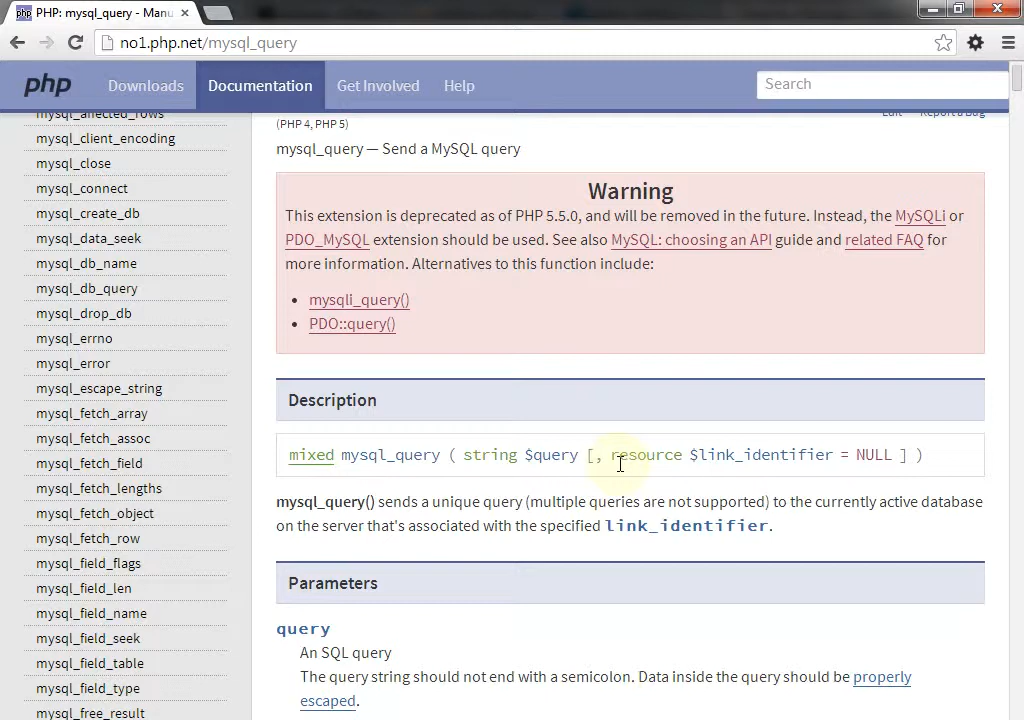 PHP: mysql_query - Manu
no1.php.net/mysql_query
php
Downloads
Documentation
Get Involved
Help
Search
mysql_affected_rows
mysql_client_encoding
mysql_close
mysql_connect
mysql_create_db
mysql_data_seek
mysql_db_name
mysql_db_query
mysql_drop_db
mysql_errno
mysql_error
mysql_escape_string
mysql_fetch_array
mysql_fetch_assoc
mysql_fetch_field
mysql_fetch_lengths
mysql_fetch_object
mysql_fetch_row
mysql_field_flags
mysql_field_len
mysql_field_name
mysql_field_seek
mysql_field_table
mysql_field_type
mysql_free_result
Edit Report a Bug
(PHP 4, PHP 5)
mysql_query — Send a MySQL query
Warning
This extension is deprecated as of PHP 5.5.0, and will be removed in the future. Instead, the MySQLi or
PDO_MySQL extension should be used. See also MySQL: choosing an API guide and related FAQ for
more information. Alternatives to this function include:
• mysqli_query()
• PDO::query()
Description
mixed mysql_query ( string $query [, resource $link_identifier = NULL ] )
mysql_query() sends a unique query (multiple queries are not supported) to the currently active database
on the server that's associated with the specified link_identifier.
Parameters
query
An SQL query
The query string should not end with a semicolon. Data inside the query should be properly
escaped.